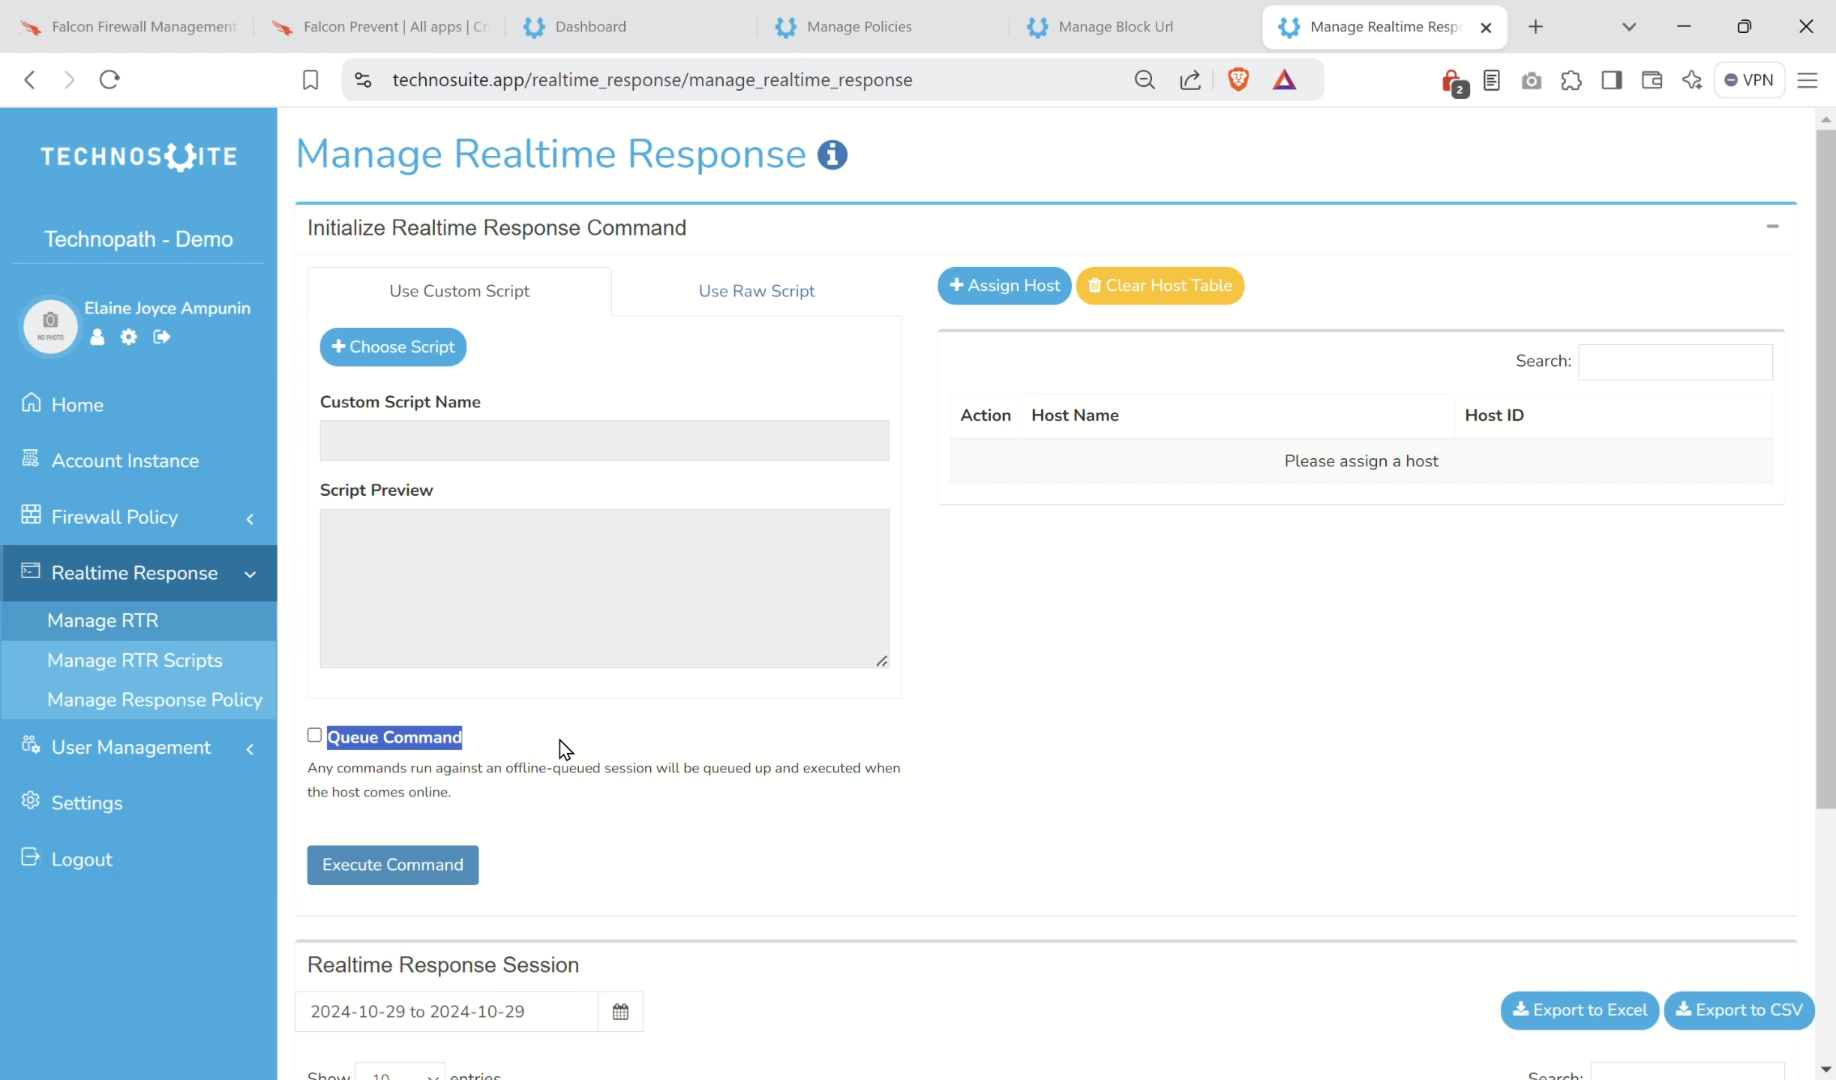 Falcon Firewall Management
Falcon Prevent | All apps | Cr
Dashboard
Manage Policies
Manage Block Url
Manage Realtime Resp
technosuite.app/realtime_response/manage_realtime_response
2
VPN
TECHNOSUITE
Technopath - Demo
NO PHOTO
Elaine Joyce Ampunin
Home
Account Instance
Firewall Policy
Realtime Response
Manage RTR
Manage RTR Scripts
Manage Response Policy
User Management
Settings
Logout
Manage Realtime Response
Initialize Realtime Response Command
Use Custom Script
Use Raw Script
Choose Script
Custom Script Name
Script Preview
Queue Command
Any commands run against an offline-queued session will be queued up and executed when
the host comes online.
Execute Command
Assign Host
Clear Host Table
Search:
Action Host Name Host ID
Please assign a host
Realtime Response Session
2024-10-29 to 2024-10-29
Export to Excel
Export to CSV
Show 10 entries
Search: